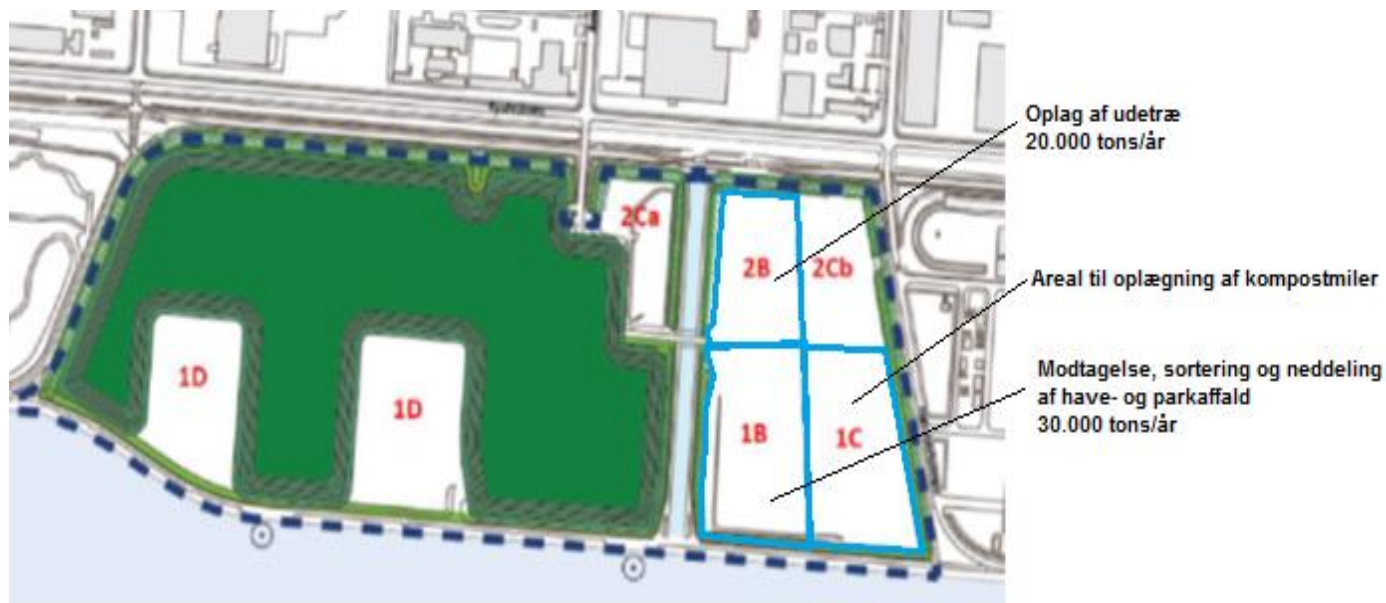 Oplag af udetræ
20.000 tons/år
2Ca
2B
2Cb
Areal til oplægning af kompostmiler
Modtagelse, sortering og neddeling
af have- og parkaffald
30.000 tons/år
1D
1D
1B
1C